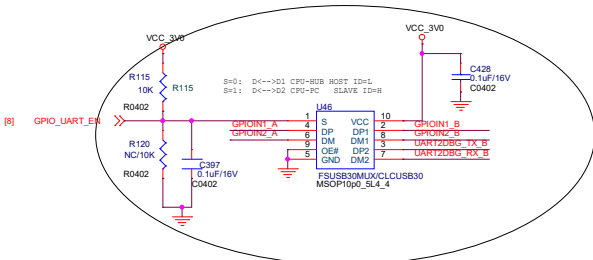 VCC_3V0
VCC_3V0
R115
10K
R115
R0402
S=0: D<-->D1 CPU-HUB HOST ID=L
S=1: D<-->D2 CPU-PC SLAVE ID=H
C428
0.1uF/16V
C0402
[8] GPIO_UART_EN
U46
1 S VCC 10
GPIOIN1_A 4 DP DP1 2 GPIOIN1_B
GPIOIN2_A 6 DM DM1 8 GPIOIN2_B
9 OE# DP2 3 UART2DBG_TX_B
5 GND DM2 7 UART2DBG_RX_B
FSUSB30MUX/CLCUSB30
MSOP10p0_5L4_4
R120
NC/10K
R0402
C397
0.1uF/16V
C0402